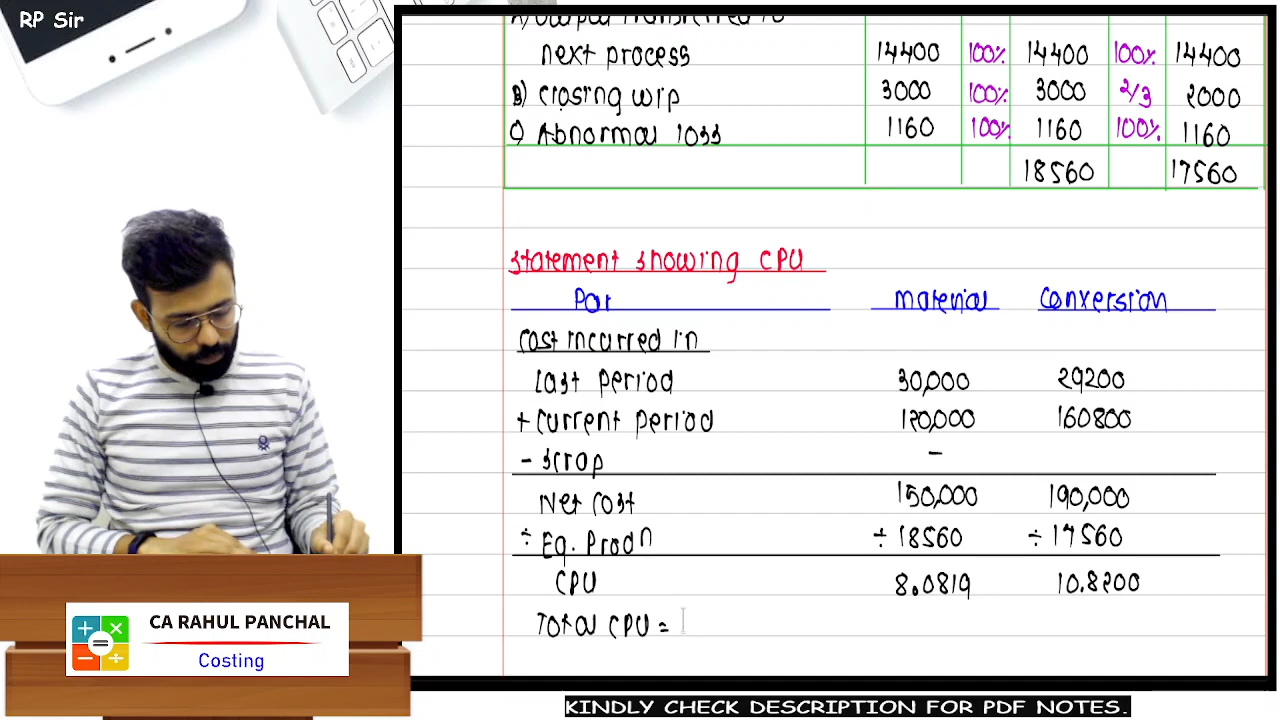 RP Sir
A) Output transferred to
next process 14400 100% 14400 100% 14400
B) Closing WIP 3000 100% 3000 2/3 2000
C) Abnormal loss 1160 100% 1160 100% 1160
18560 17560
Statement showing CPU
Par Material Conversion
Cost incurred in
Last period 30,000 29200
+ Current period 120,000 160800
- Scrap -
Net cost 150,000 190,000
÷ Eq. Prodn ÷ 18560 ÷ 17560
CPU 8.0819 10.8200
Total CPU =
CA RAHUL PANCHAL
Costing
KINDLY CHECK DESCRIPTION FOR PDF NOTES.